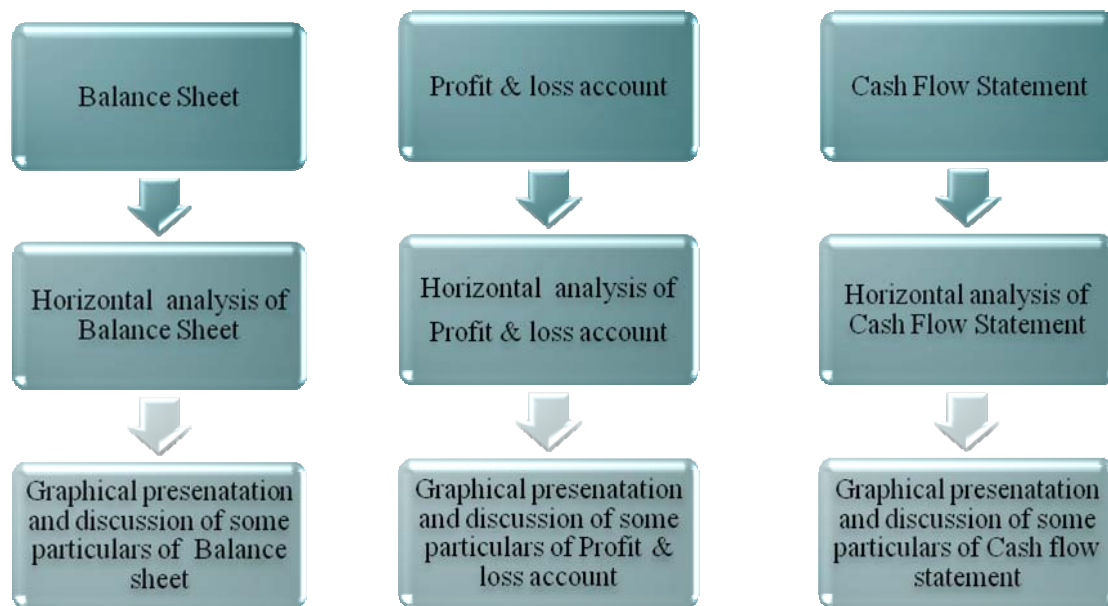 Balance Sheet
Profit & loss account
Cash Flow Statement
Horizontal analysis of
Balance Sheet
Horizontal analysis of
Profit & loss account
Horizontal analysis of
Cash Flow Statement
Graphical presenatation
and discussion of some
particulars of Balance
sheet
Graphical presenatation
and discussion of some
particulars of Profit &
loss account
Graphical presenatation
and discussion of some
particulars of Cash flow
statement